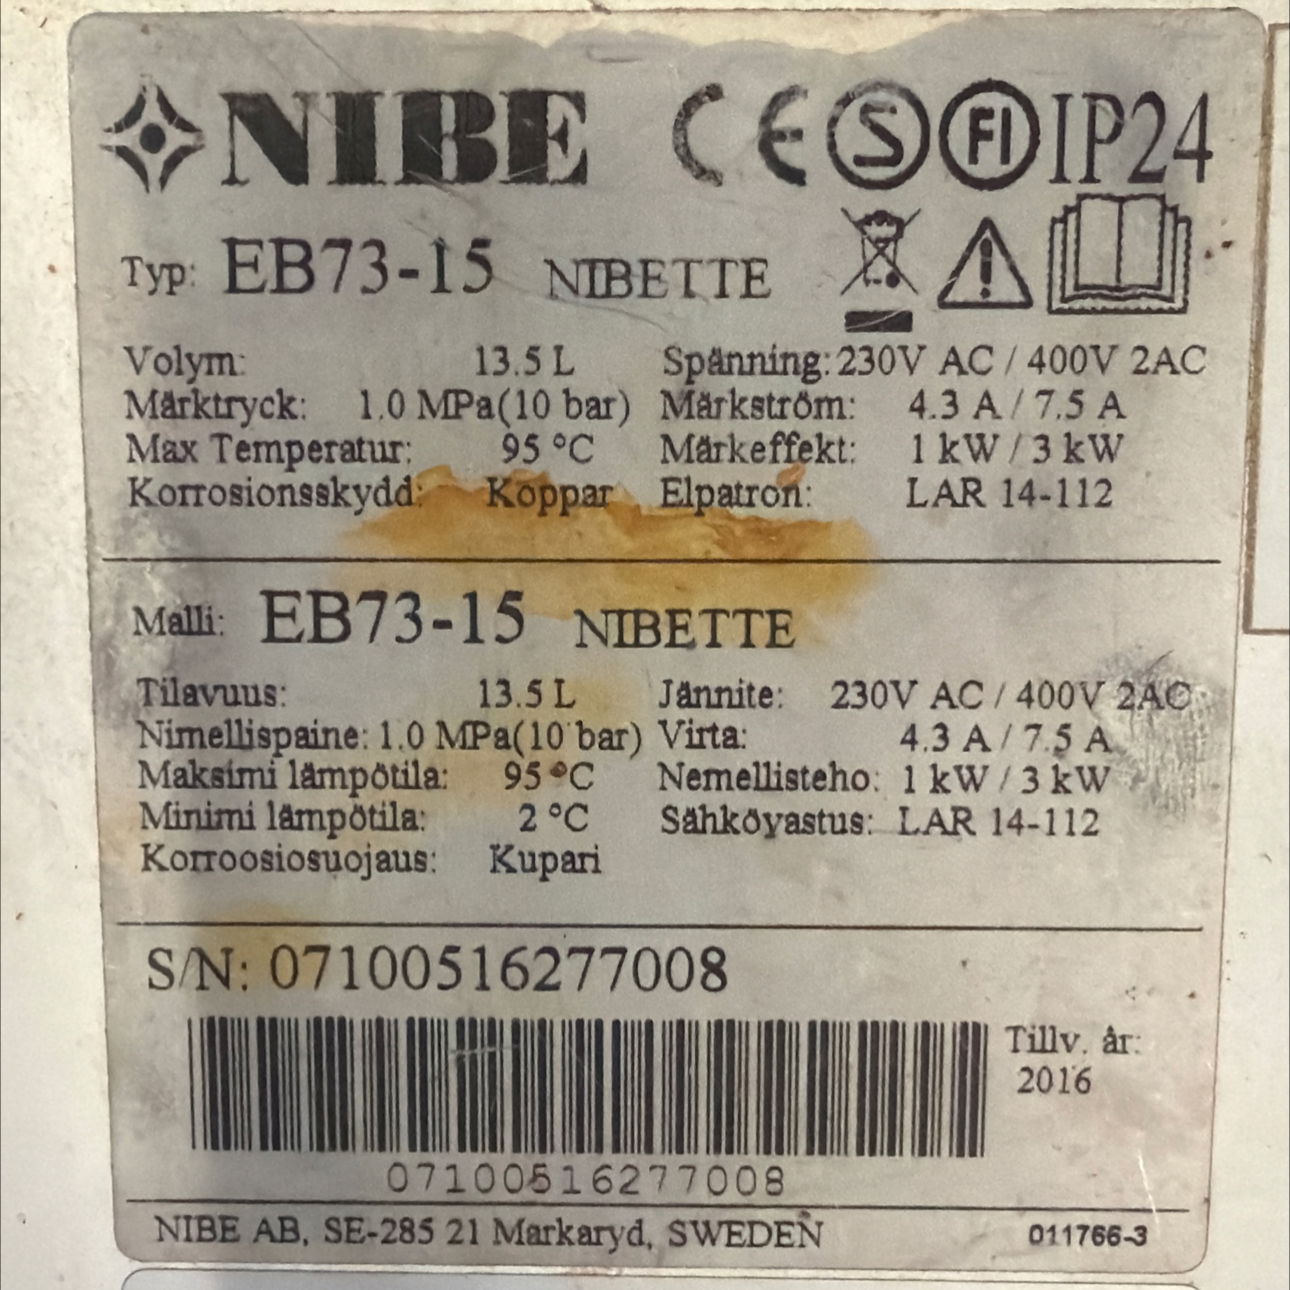 NIBE CE S FI IP24
Typ: EB73-15 NIBETTE
Volym: 13.5 L Spänning: 230V AC / 400V 2AC
Märktryck: 1.0 MPa(10 bar) Märkström: 4.3 A / 7.5 A
Max Temperatur: 95 °C Märkeffekt: 1 kW / 3 kW
Korrosionsskydd: Koppar Elpatron: LAR 14-112
Malli: EB73-15 NIBETTE
Tilavuus: 13.5 L Jännite: 230V AC / 400V 2AC
Nimellispaine: 1.0 MPa(10 bar) Virta: 4.3 A / 7.5 A
Maksimi lämpötila: 95 °C Nemellisteho: 1 kW / 3 kW
Minimi lämpötila: 2 °C Sähköyastus: LAR 14-112
Korroosiosuojaus: Kupari
S/N: 07100516277008
Tillv. år:
2016
07100516277008
NIBE AB, SE-285 21 Markaryd, SWEDEN 011766-3